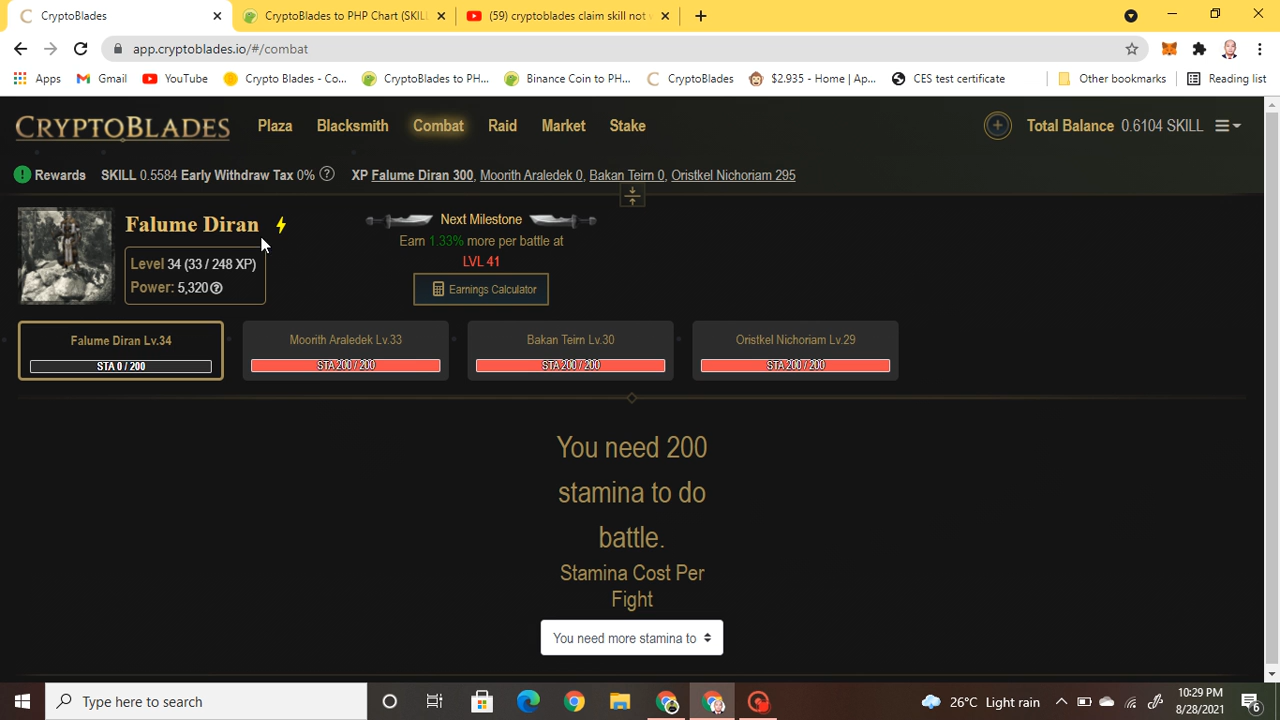 CryptoBlades
CryptoBlades to PHP Chart (SKILL
(59) cryptoblades claim skill not
app.cryptoblades.io/#/combat
Apps
Gmail
YouTube
Crypto Blades - Co...
CryptoBlades to PH...
Binance Coin to PH...
CryptoBlades
$2.935 - Home | Ap...
CES test certificate
Other bookmarks
Reading list
CRYPTOBLADES
Plaza
Blacksmith
Combat
Raid
Market
Stake
Total Balance 0.6104 SKILL
Rewards SKILL 0.5584 Early Withdraw Tax 0% ? XP Falume Diran 300, Moorith Araledek 0, Bakan Teirn 0, Oristkel Nichoriam 295
Falume Diran
Level 34 (33 / 248 XP)
Power: 5,320 ?
Next Milestone
Earn 1.33% more per battle at
LVL 41
Earnings Calculator
Falume Diran Lv.34
STA 0 / 200
Moorith Araledek Lv.33
STA 200 / 200
Bakan Teirn Lv.30
STA 200 / 200
Oristkel Nichoriam Lv.29
STA 200 / 200
You need 200
stamina to do
battle.
Stamina Cost Per
Fight
You need more stamina to
Type here to search
26°C Light rain
10:29 PM
8/28/2021
6